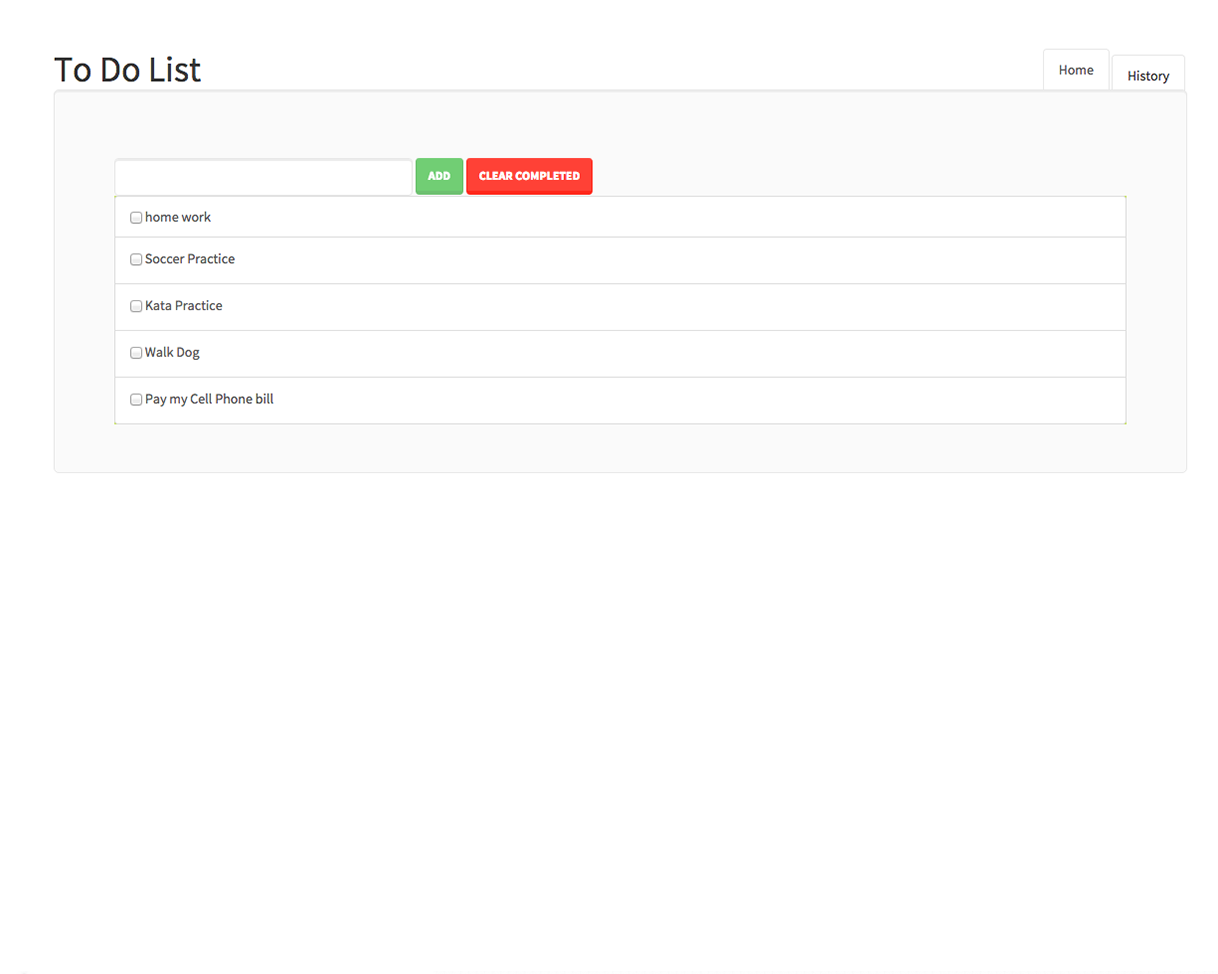 To Do List
Home
History
ADD
CLEAR COMPLETED
home work
Soccer Practice
Kata Practice
Walk Dog
Pay my Cell Phone bill